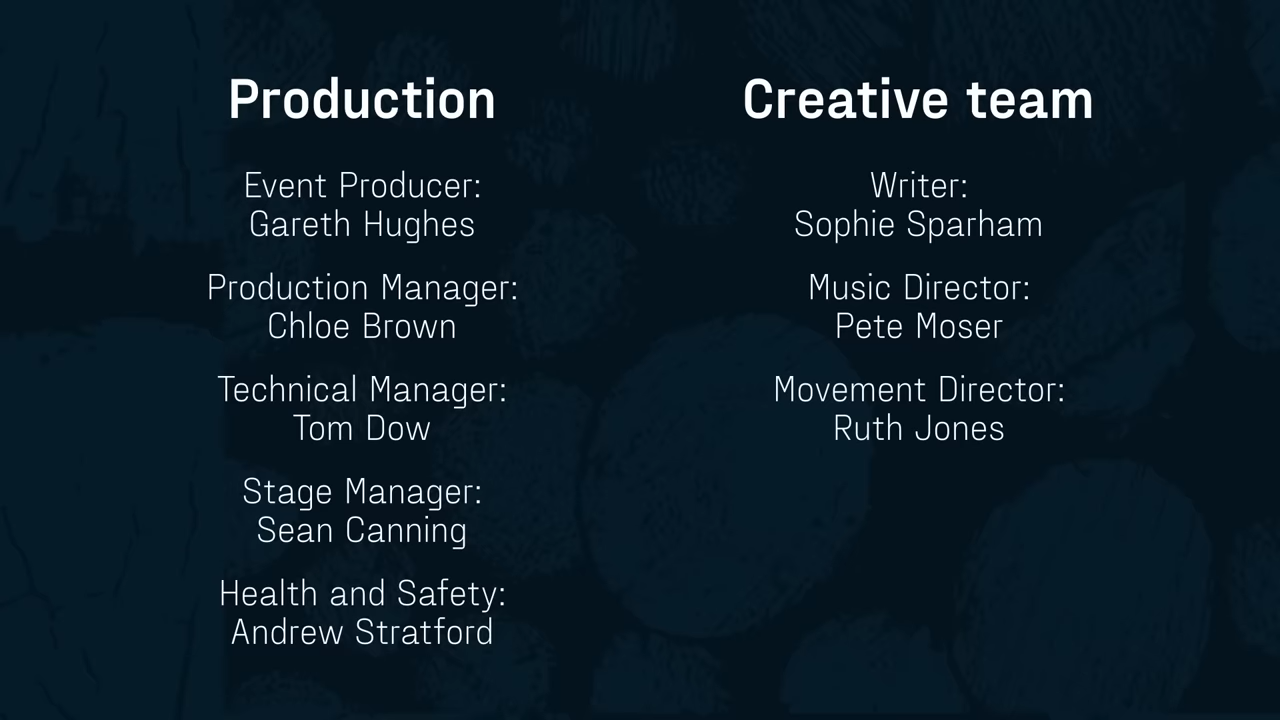 Production
Event Producer:
Gareth Hughes
Production Manager:
Chloe Brown
Technical Manager:
Tom Dow
Stage Manager:
Sean Canning
Health and Safety:
Andrew Stratford
Creative team
Writer:
Sophie Sparham
Music Director:
Pete Moser
Movement Director:
Ruth Jones